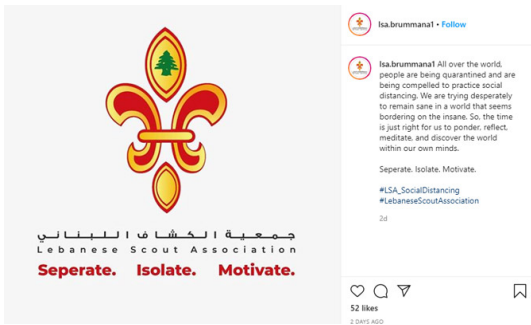 lsa.brummana1 • Follow
lsa.brummana1 All over the world,
people are being quarantined and are
being compelled to practice social
distancing. We are trying desperately
to remain sane in a world that seems
bordering on the insane. So, the time
is just right for us to ponder, reflect,
meditate, and discover the world
within our own minds.
Seperate. Isolate. Motivate.
#LSA_SocialDistancing
#LebaneseScoutAssociation
2d
جمعية الكشاف اللبناني
Lebanese Scout Association
Seperate. Isolate. Motivate.
52 likes
2 DAYS AGO